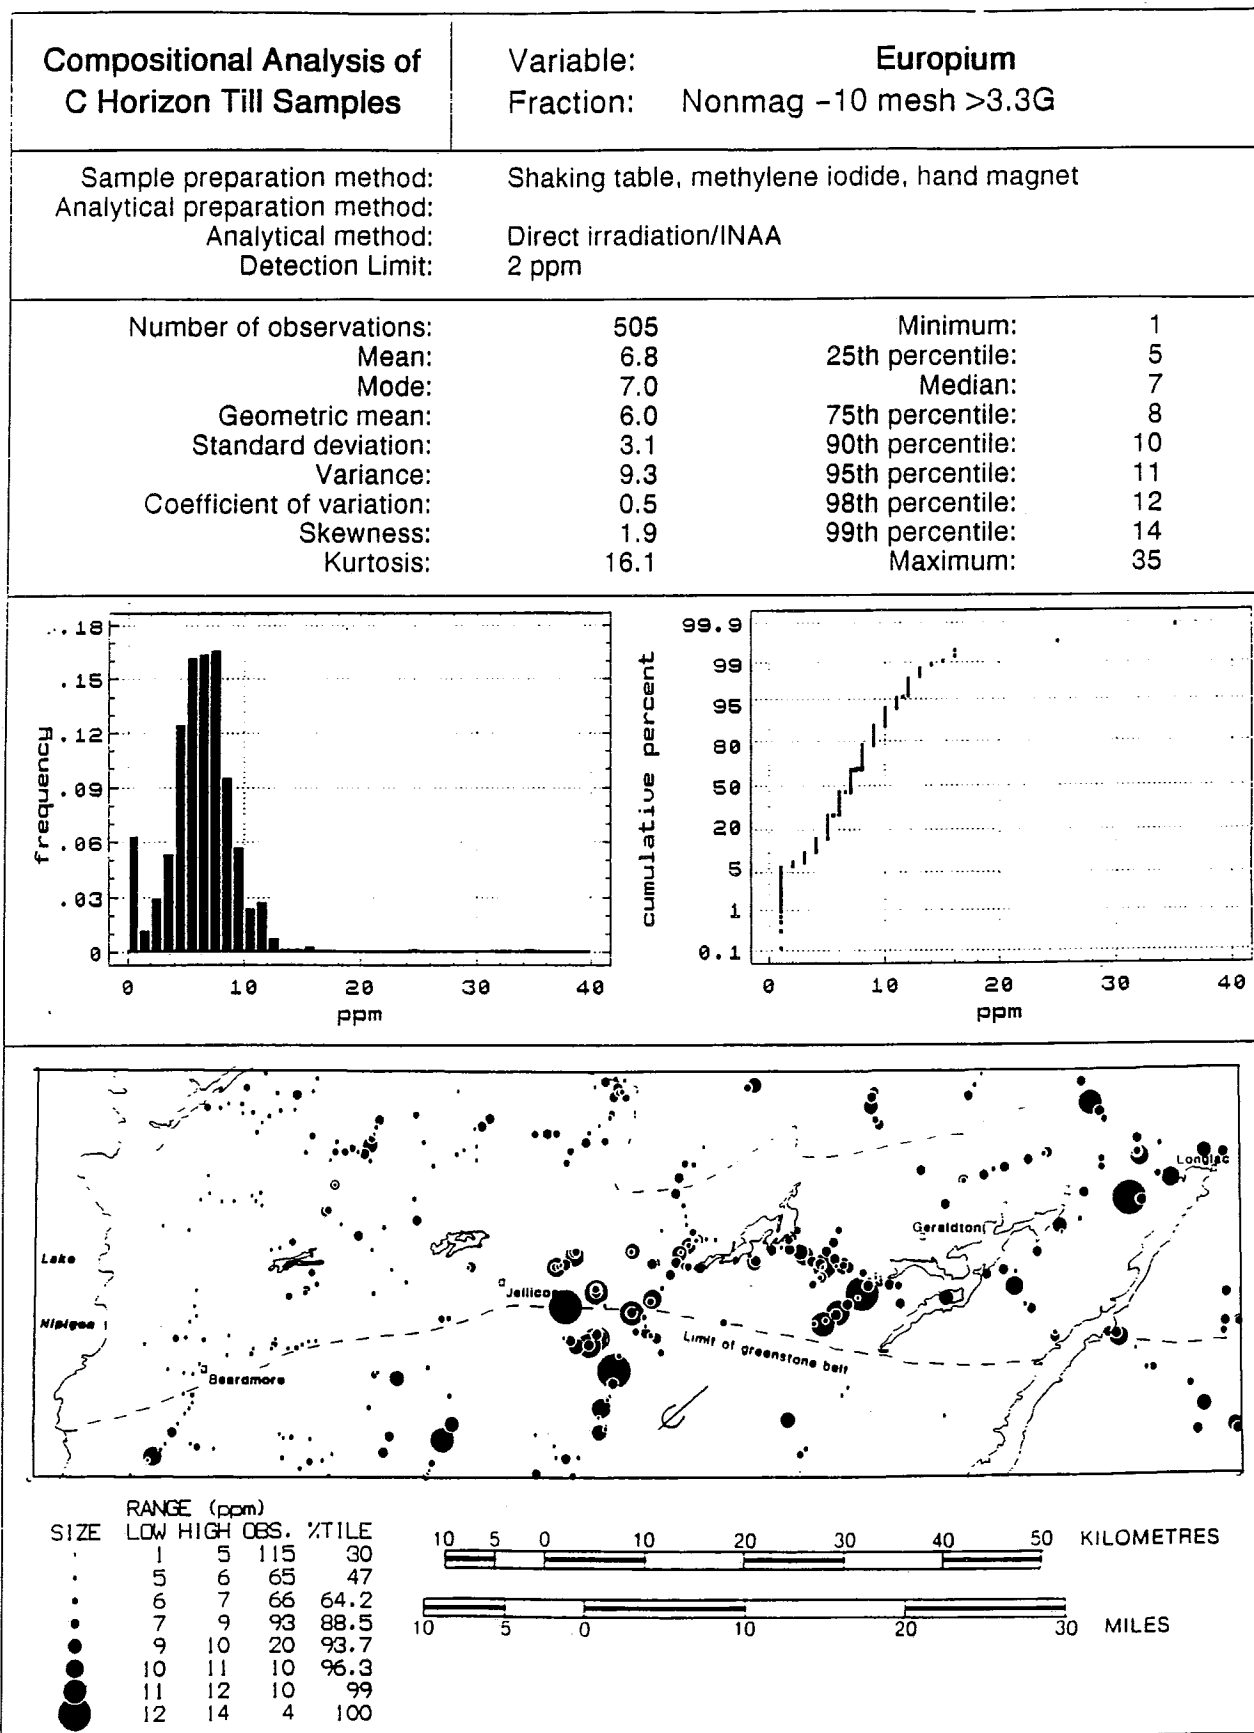 Compositional Analysis of
C Horizon Till Samples
Variable: Europium
Fraction: Nonmag -10 mesh >3.3G
Sample preparation method: Shaking table, methylene iodide, hand magnet
Analytical preparation method:
Analytical method: Direct irradiation/INAA
Detection Limit: 2 ppm
Number of observations: 505 Minimum: 1
Mean: 6.8 25th percentile: 5
Mode: 7.0 Median: 7
Geometric mean: 6.0 75th percentile: 8
Standard deviation: 3.1 90th percentile: 10
Variance: 9.3 95th percentile: 11
Coefficient of variation: 0.5 98th percentile: 12
Skewness: 1.9 99th percentile: 14
Kurtosis: 16.1 Maximum: 35
frequency
.18
.15
.12
.09
.06
.03
0
0 10 20 30 40
ppm
cumulative percent
99.9
99
95
80
50
20
5
1
0.1
0 10 20 30 40
ppm
Longlac
Geraldton
Lake
Nipigon
Jellico
Limit of greenstone belt
Beardmore
RANGE (ppm)
SIZE LOW HIGH OBS. %TILE
1 5 115 30
5 6 65 47
6 7 66 64.2
7 9 93 88.5
9 10 20 93.7
10 11 10 96.3
11 12 10 99
12 14 4 100
10 5 0 10 20 30 40 50 KILOMETRES
10 5 0 10 20 30 MILES